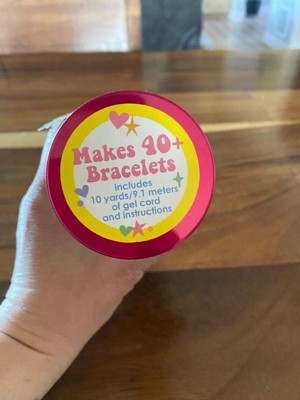 Makes 40+
Bracelets
includes
10 yards/9.1 meters
of gel cord
and instructions